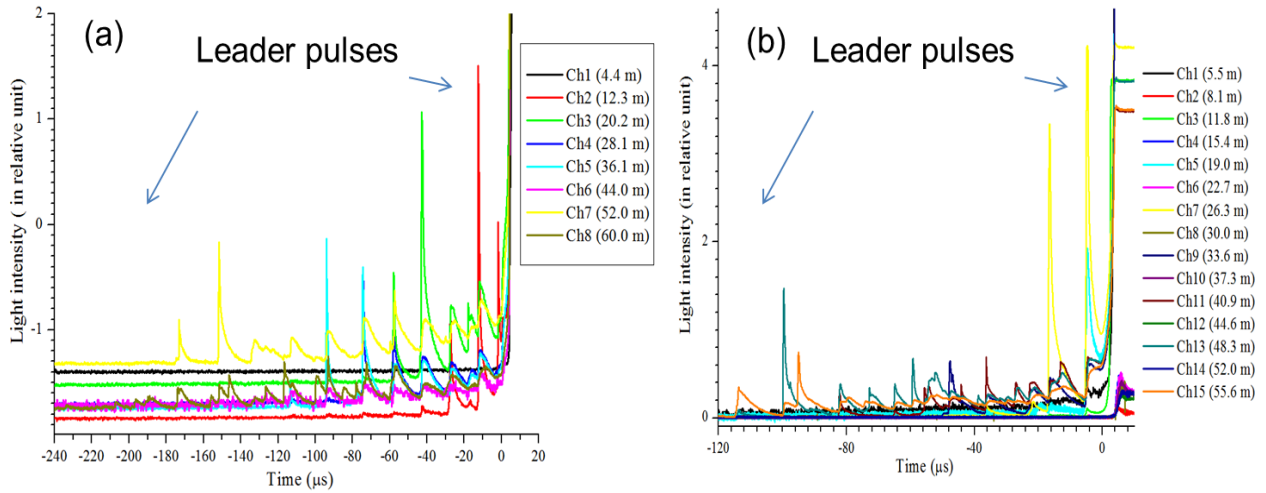 (a)
Leader pulses
Light intensity ( in relative unit)
2
1
0
-1
-240 -220 -200 -180 -160 -140 -120 -100 -80 -60 -40 -20 0 20
Time (µs)
Ch1 (4.4 m)
Ch2 (12.3 m)
Ch3 (20.2 m)
Ch4 (28.1 m)
Ch5 (36.1 m)
Ch6 (44.0 m)
Ch7 (52.0 m)
Ch8 (60.0 m)
(b)
Leader pulses
Light intensity (in relative unit)
4
2
0
-120 -80 -40 0
Time (µs)
Ch1 (5.5 m)
Ch2 (8.1 m)
Ch3 (11.8 m)
Ch4 (15.4 m)
Ch5 (19.0 m)
Ch6 (22.7 m)
Ch7 (26.3 m)
Ch8 (30.0 m)
Ch9 (33.6 m)
Ch10 (37.3 m)
Ch11 (40.9 m)
Ch12 (44.6 m)
Ch13 (48.3 m)
Ch14 (52.0 m)
Ch15 (55.6 m)